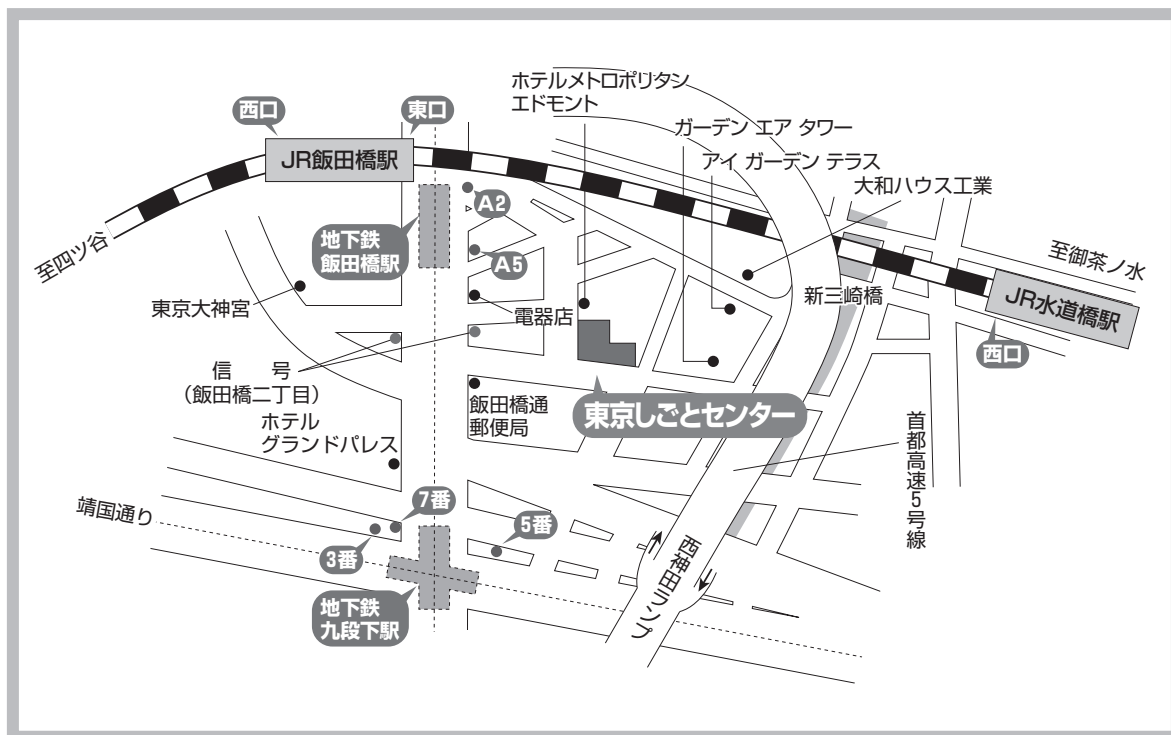 ホテルメトロポリタン
エドモント
西口
東口
ガーデン エア タワー
JR飯田橋駅
アイ ガーデン テラス
大和ハウス工業
A2
地下鉄
飯田橋駅
至四ツ谷
A5
至御茶ノ水
東京大神宮
電器店
新三崎橋
JR水道橋駅
西口
信 号
(飯田橋二丁目)
飯田橋通
郵便局
東京しごとセンター
ホテル
グランドパレス
首都高速5号線
靖国通り
7番
5番
3番
西神田ランプ
地下鉄
九段下駅